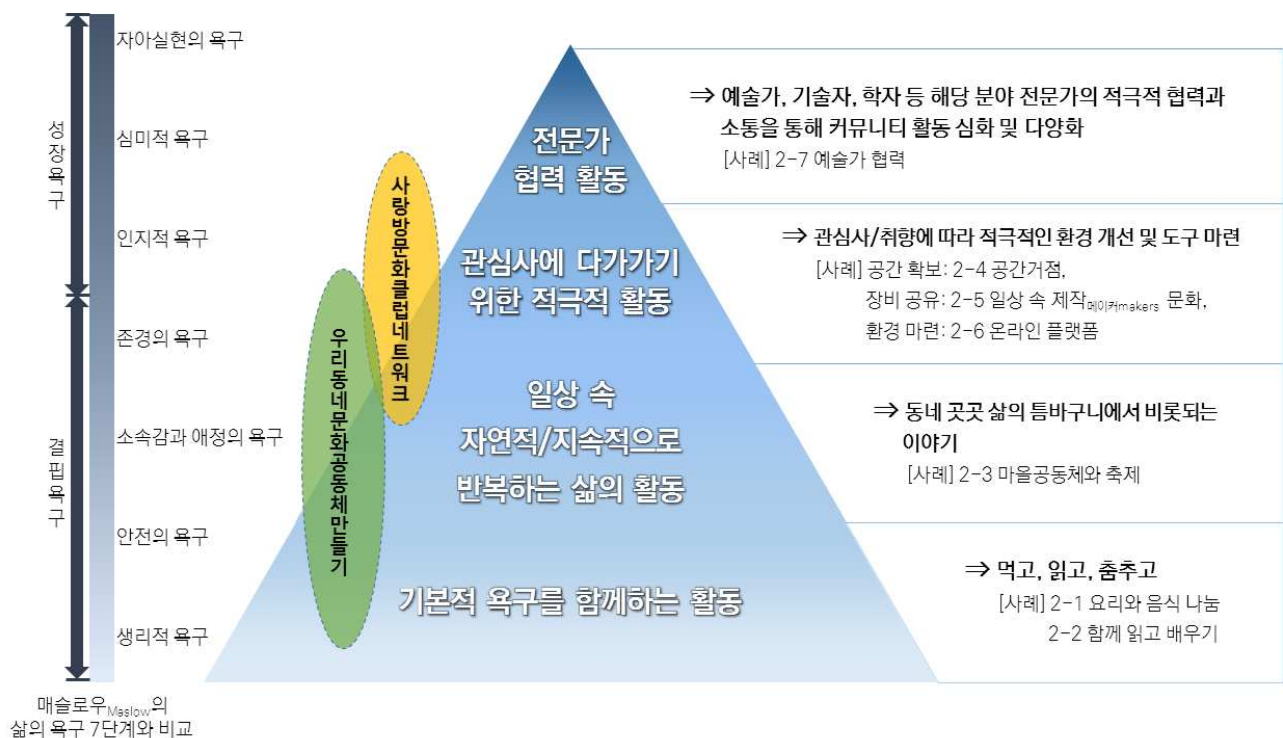 성장욕구
결핍욕구
자아실현의 욕구
심미적 욕구
인지적 욕구
존경의 욕구
소속감과 애정의 욕구
안전의 욕구
생리적 욕구
매슬로우Maslow의
삶의 욕구 7단계와 비교
사랑방문화클럽네트워크
우리동네문화공동체만들기
전문가
협력 활동
관심사에 다가가기
위한 적극적 활동
일상 속
자연적/지속적으로
반복하는 삶의 활동
기본적 욕구를 함께하는 활동
⇒ 예술가, 기술자, 학자 등 해당 분야 전문가의 적극적 협력과
소통을 통해 커뮤니티 활동 심화 및 다양화
[사례] 2-7 예술가 협력
⇒ 관심사/취향에 따라 적극적인 환경 개선 및 도구 마련
[사례] 공간 확보: 2-4 공간거점,
장비 공유: 2-5 일상 속 제작메이커makers 문화,
환경 마련: 2-6 온라인 플랫폼
⇒ 동네 곳곳 삶의 틈바구니에서 비롯되는
이야기
[사례] 2-3 마을공동체와 축제
⇒ 먹고, 읽고, 춤추고
[사례] 2-1 요리와 음식 나눔
2-2 함께 읽고 배우기